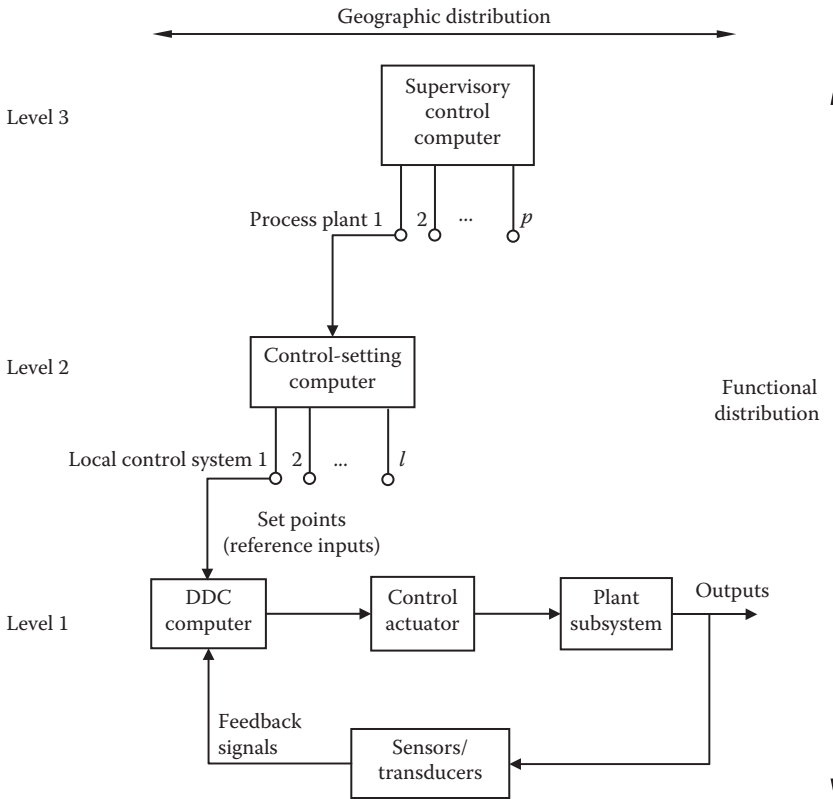 Geographic distribution
Level 3
Supervisory
control
computer
Process plant 1 2 ... p
Level 2
Control-setting
computer
Functional
distribution
Local control system 1 2 ... l
Set points
(reference inputs)
Level 1
DDC
computer
Control
actuator
Plant
subsystem
Outputs
Feedback
signals
Sensors/
transducers